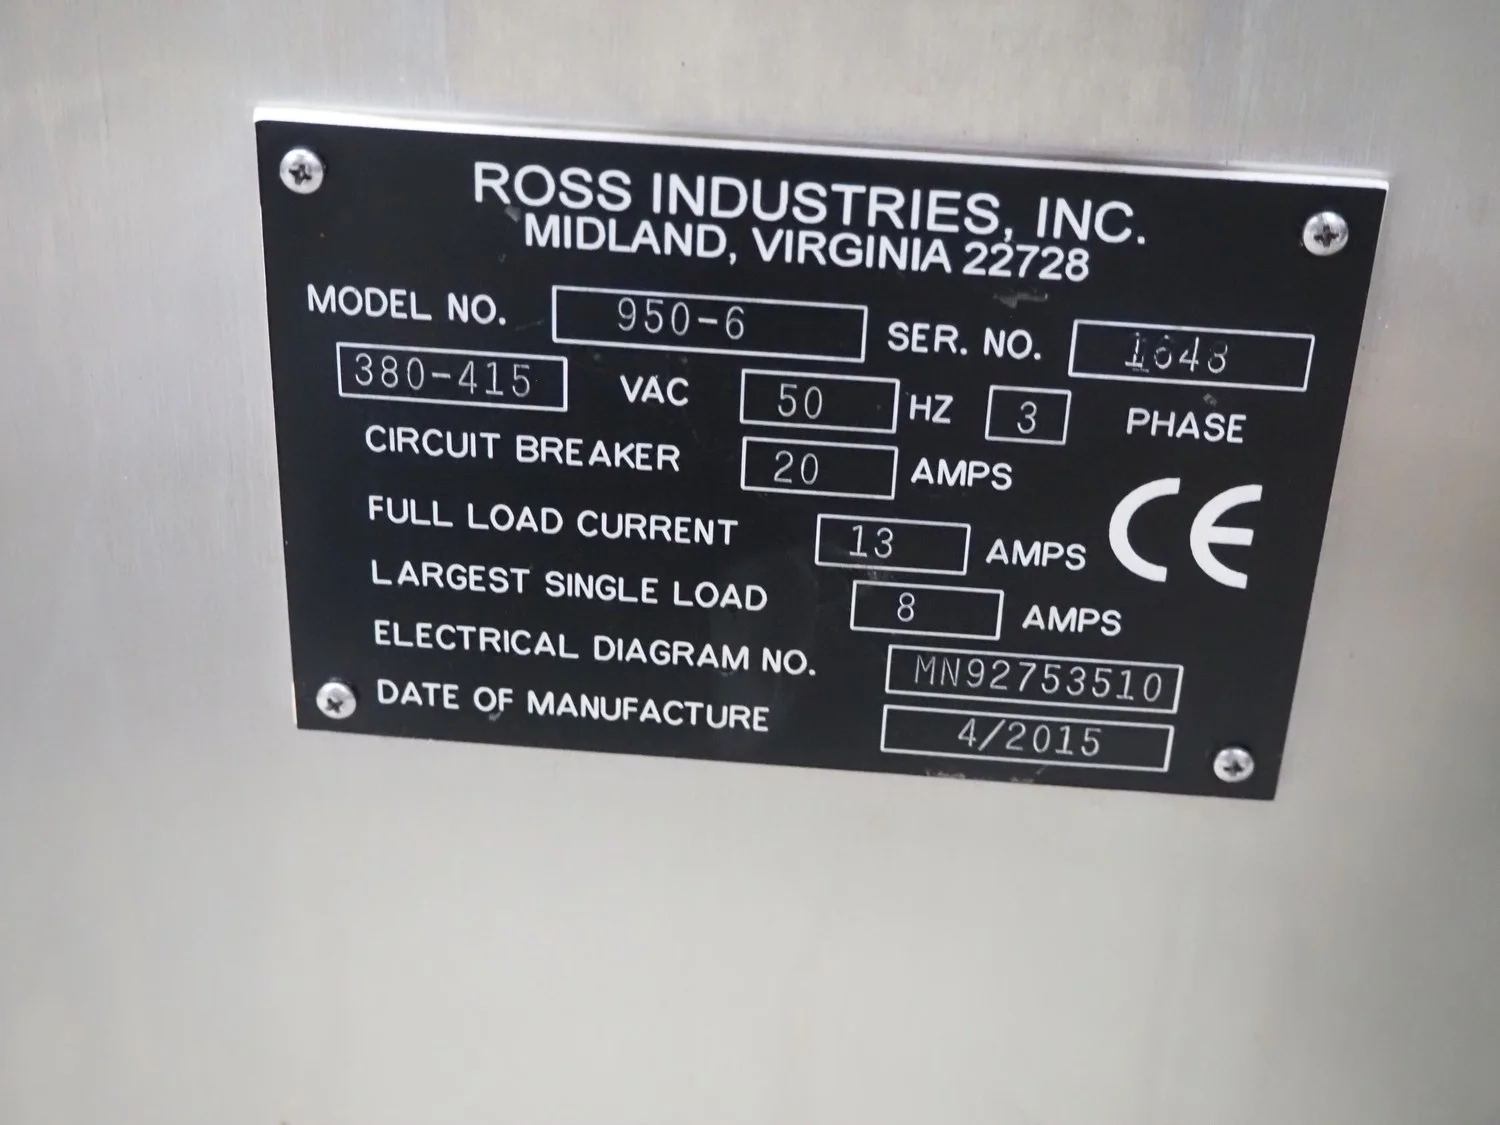 ROSS INDUSTRIES, INC.
MIDLAND, VIRGINIA 22728
MODEL NO. 950-6 SER. NO.
380-415 VAC 50 HZ 3 PHASE
CIRCUIT BREAKER 20 AMPS
FULL LOAD CURRENT 13 AMPS
LARGEST SINGLE LOAD 8 AMPS
CE
ELECTRICAL DIAGRAM NO. MN92753510
DATE OF MANUFACTURE 4/2015